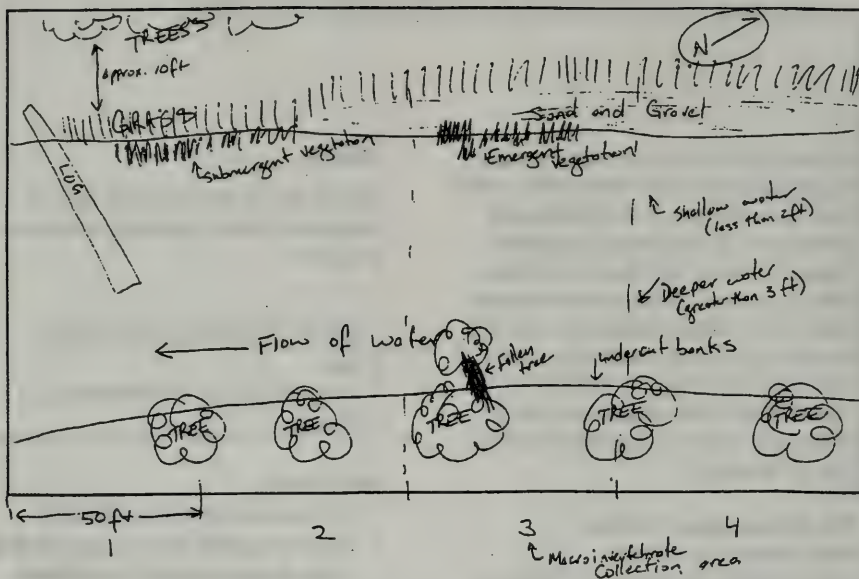 TREES
approx. 10ft
N
GRASS
Sand and Gravel
LOG
submergent vegetation
Emergent
vegetation
Shallow water
(less than 2 ft)
Deeper water
(greater than 3 ft)
Flow of water
Fallen
tree
undercut banks
TREE
TREE
TREE
TREE
TREE
50 ft
1
2
3
4
Macroinvertebrate
Collection area